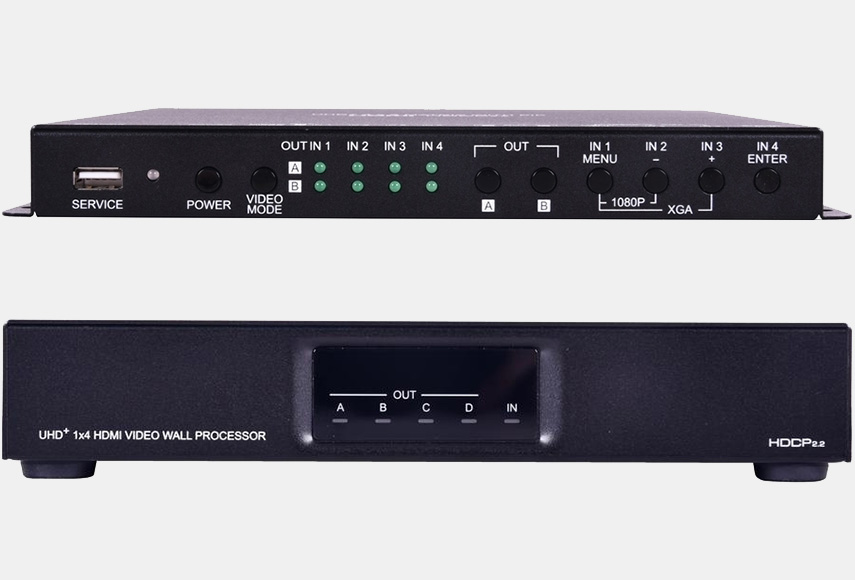 OUT IN 1 IN 2 IN 3 IN 4
A
B
SERVICE
POWER
VIDEO
MODE
OUT
A B
IN 1 IN 2 IN 3 IN 4
MENU - + ENTER
1080P
XGA
OUT
A B C D IN
UHD+ 1x4 HDMI VIDEO WALL PROCESSOR
HDCP2.2